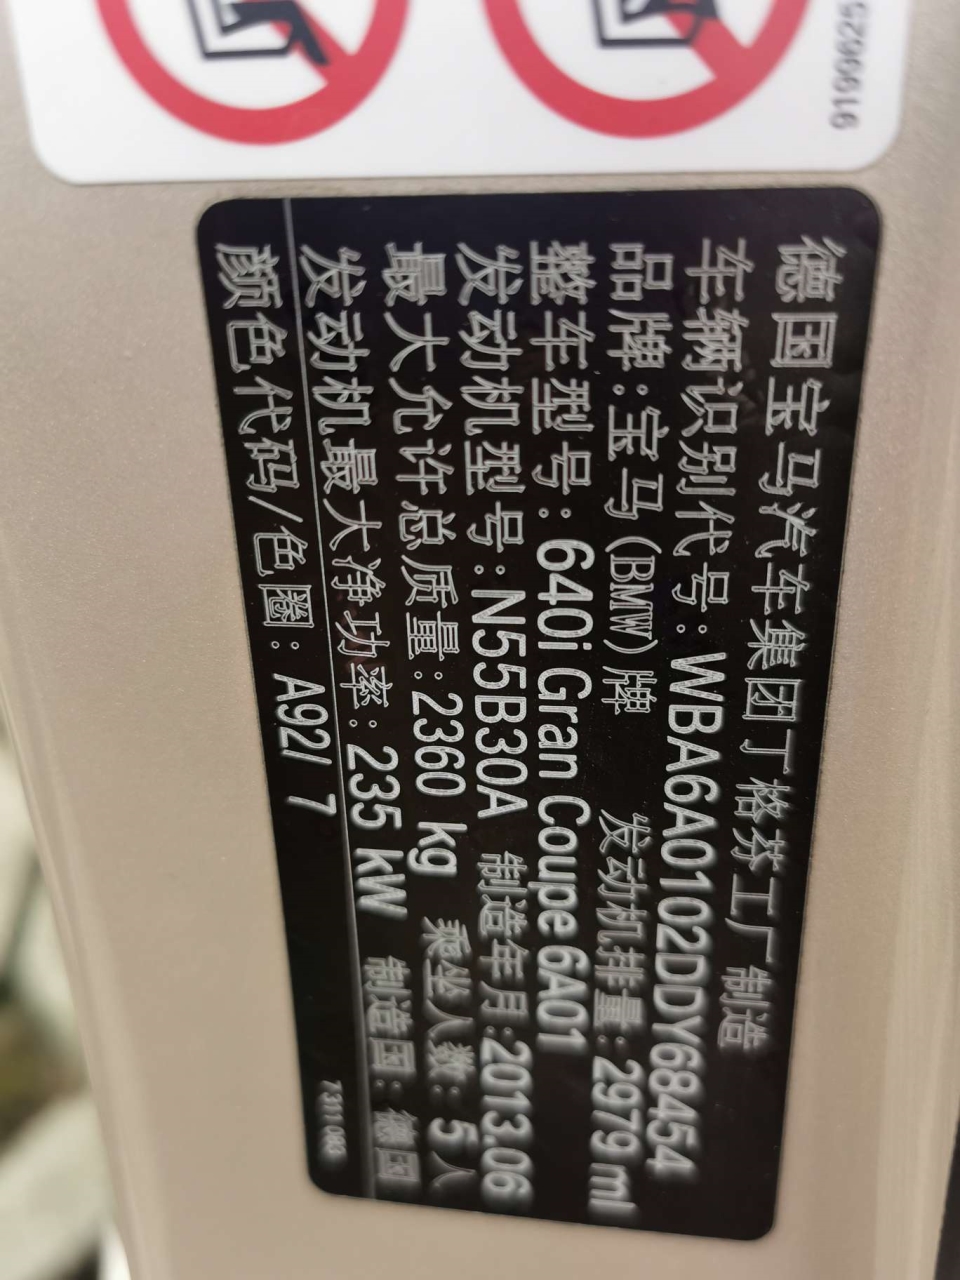 9199625
德国宝马汽车集团丁格芬工厂制造
车辆识别代号:WBA6A0102DDY68454
品牌:宝马(BMW)牌 发动机排量:2979 ml
整车型号:640i Gran Coupe 6A01
发动机型号:N55B30A 制造年月:2013.06
最大允许总质量:2360 kg 乘坐人数:5人
发动机最大净功率:235 kW 制造国:德国
颜色代码/色圈:A92/ 7